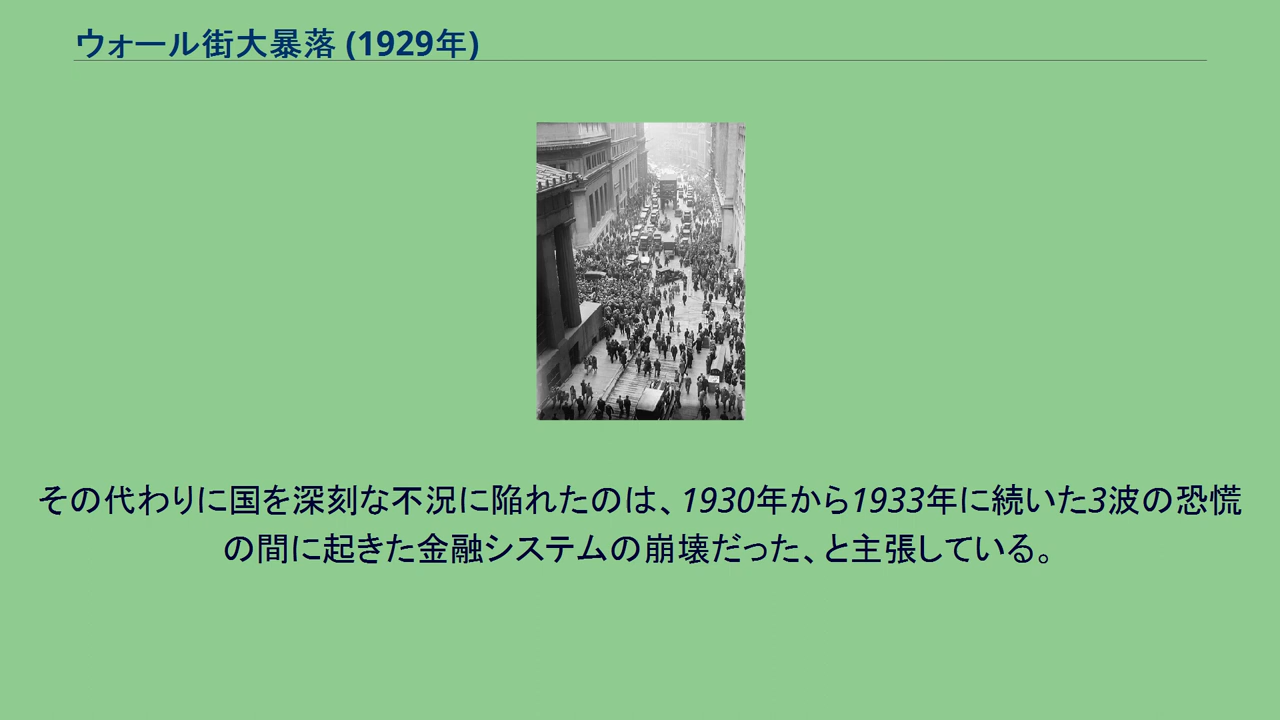 ウォール街大暴落 (1929年)
その代わりに国を深刻な不況に陥れたのは、1930年から1933年に続いた3波の恐慌
の間に起きた金融システムの崩壊だった、と主張している。